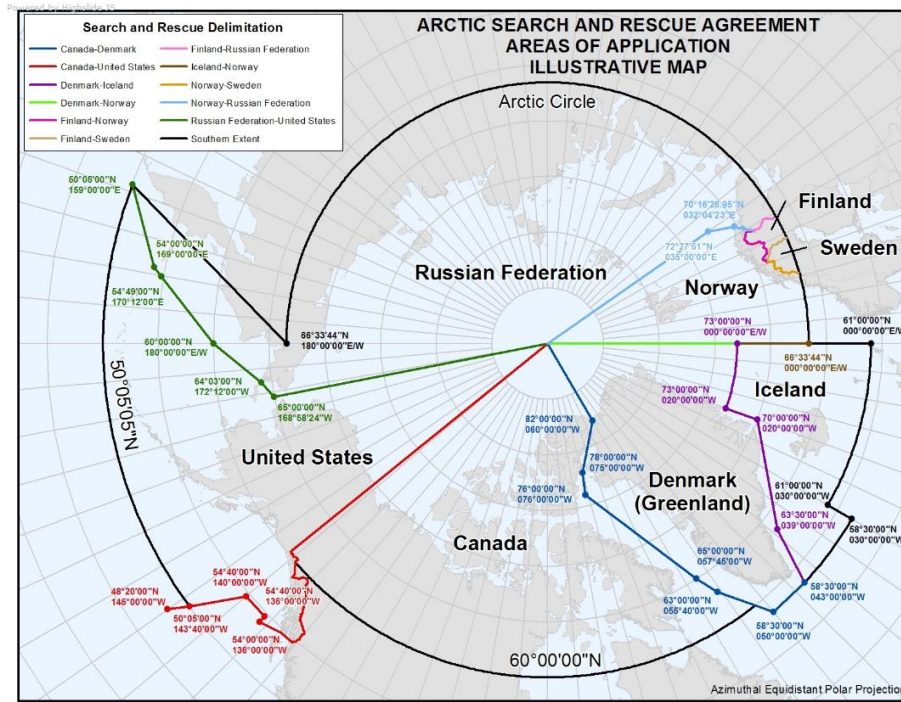 Powered by Highslide JS
Search and Rescue Delimitation
Canada-Denmark
Canada-United States
Denmark-Iceland
Denmark-Norway
Finland-Norway
Finland-Sweden
Finland-Russian Federation
Iceland-Norway
Norway-Sweden
Norway-Russian Federation
Russian Federation-United States
Southern Extent
ARCTIC SEARCH AND RESCUE AGREEMENT
AREAS OF APPLICATION
ILLUSTRATIVE MAP
Arctic Circle
50°05'00"N
159°00'00"E
54°00'00"N
169°00'00"E
54°49'00"N
170°12'00"E
60°00'00"N
180°00'00"E/W
64°03'00"N
172°12'00"W
65°00'00"N
168°58'24"W
66°33'44"N
180°00'00"E/W
50°05'05"N
Russian Federation
70°16'28.95"N
032°04'23"E
72°27'51"N
035°00'00"E
Finland
Sweden
Norway
73°00'00"N
000°00'00"E/W
61°00'00"N
000°00'00"E/W
66°33'44"N
000°00'00"E/W
Iceland
73°00'00"N
020°00'00"W
70°00'00"N
020°00'00"W
82°00'00"N
060°00'00"W
78°00'00"N
075°00'00"W
76°00'00"N
076°00'00"W
United States
Canada
Denmark
(Greenland)
61°00'00"N
030°00'00"W
63°30'00"N
039°00'00"W
58°30'00"N
030°00'00"W
65°00'00"N
057°45'00"W
63°00'00"N
055°40'00"W
58°30'00"N
043°00'00"W
58°30'00"N
050°00'00"W
48°20'00"N
145°00'00"W
50°05'00"N
143°40'00"W
54°40'00"N
140°00'00"W
54°40'00"N
136°00'00"W
54°00'00"N
136°00'00"W
60°00'00"N
Azimuthal Equidistant Polar Projection